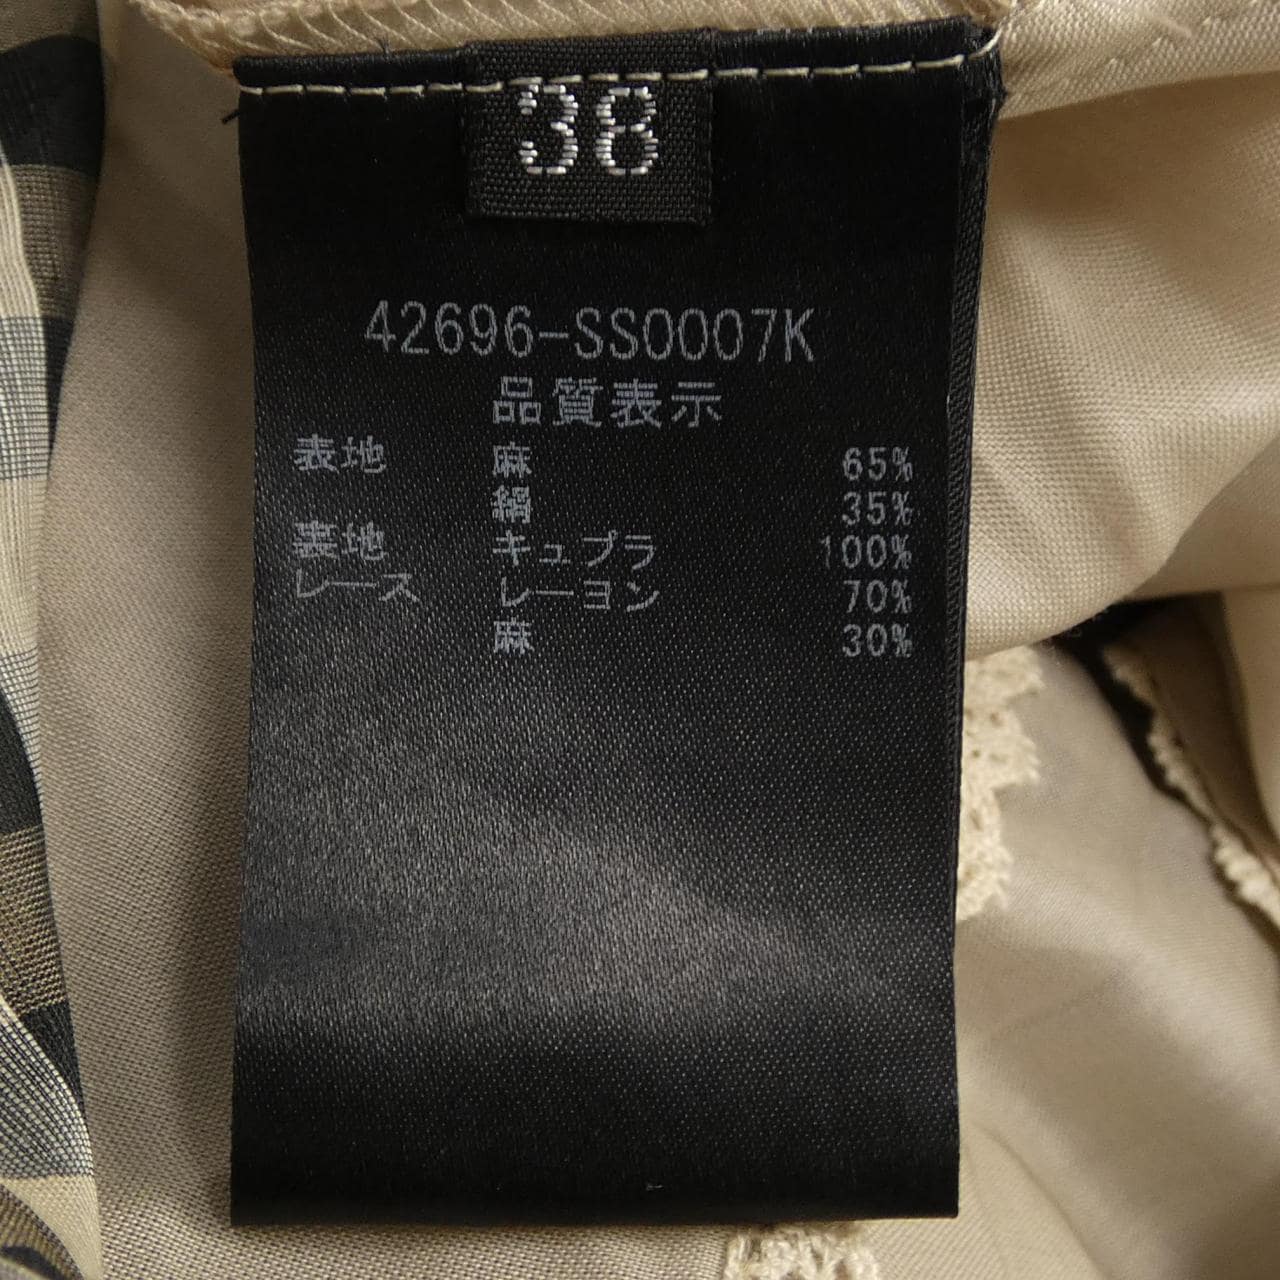 38
42696-SS0007K
品質表示
表地 麻 65%
絹 35%
裏地 キュプラ 100%
レース レーヨン 70%
麻 30%